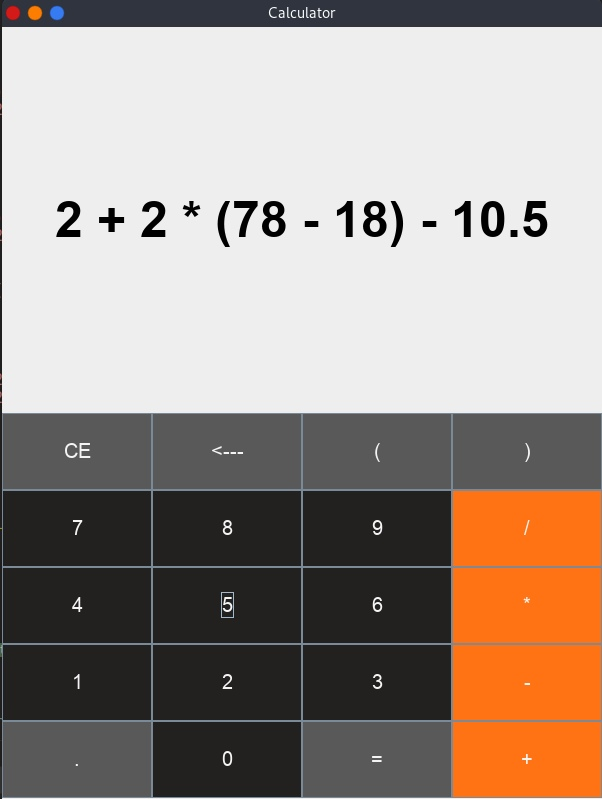 Calculator
2 + 2 * (78 - 18) - 10.5
CE <--- ( )
7 8 9 /
4 5 6 *
1 2 3 -
. 0 = +